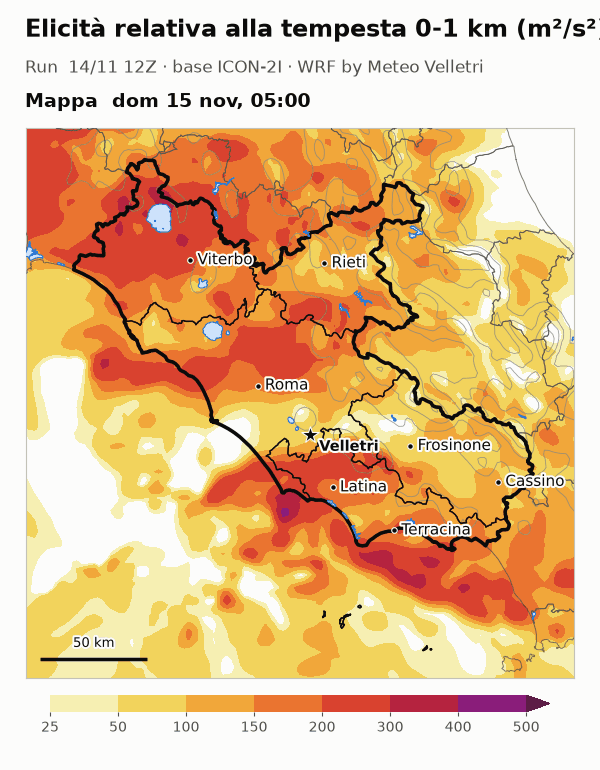 Elicità relativa alla tempesta 0-1 km (m²/s²)
Run 14/11 12Z · base ICON-2I · WRF by Meteo Velletri
Mappa dom 15 nov, 05:00
Viterbo
Rieti
Roma
Velletri
Frosinone
Cassino
Latina
Terracina
50 km
25 50 100 150 200 300 400 500